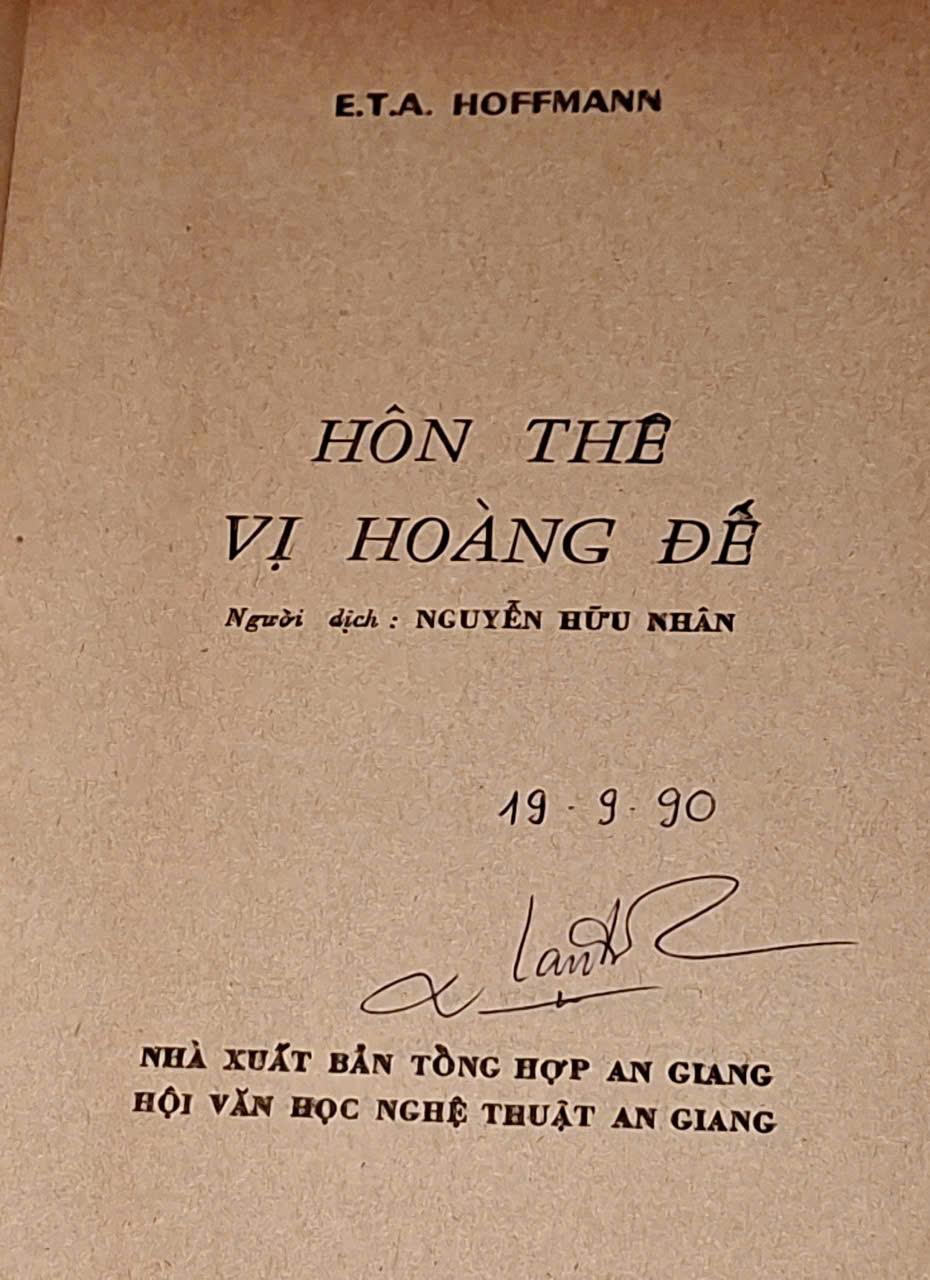 E.T.A. HOFFMANN
HÔN THÊ
VỊ HOÀNG ĐẾ
Người dịch : NGUYỄN HỮU NHÂN
19 · 9 · 90
NHÀ XUẤT BẢN TỔNG HỢP AN GIANG
HỘI VĂN HỌC NGHỆ THUẬT AN GIANG